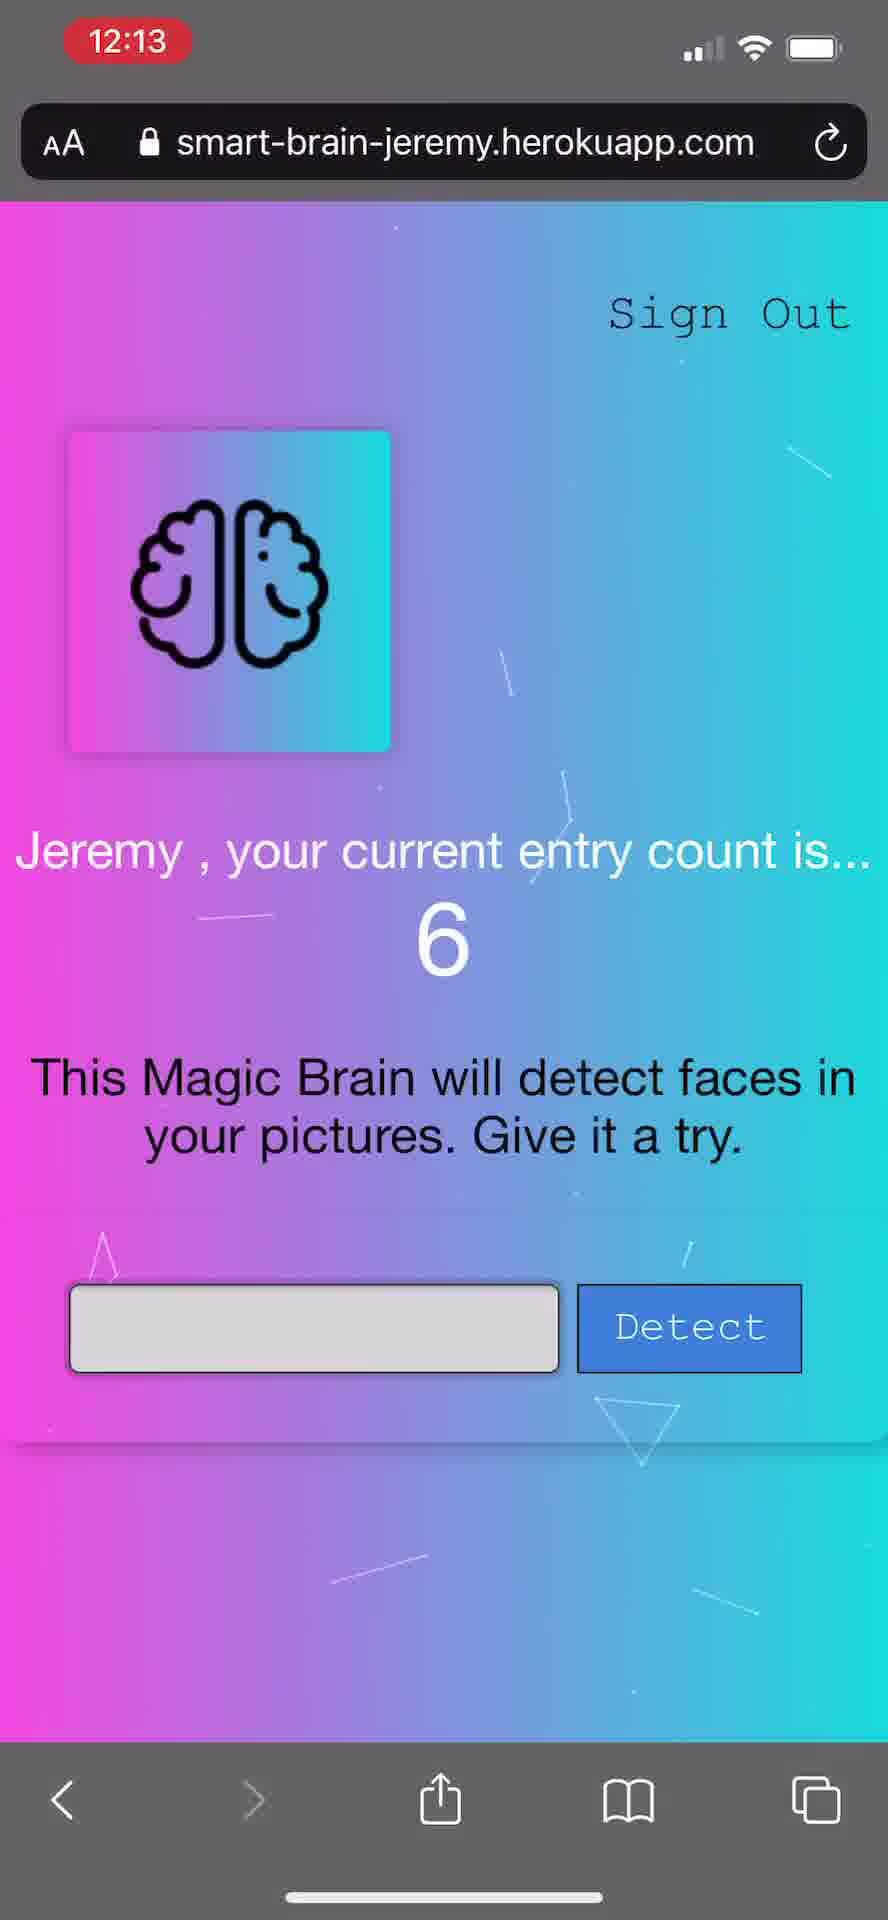 12:13
AA smart-brain-jeremy.herokuapp.com
Sign Out
Jeremy , your current entry count is...
6
This Magic Brain will detect faces in
your pictures. Give it a try.
Detect